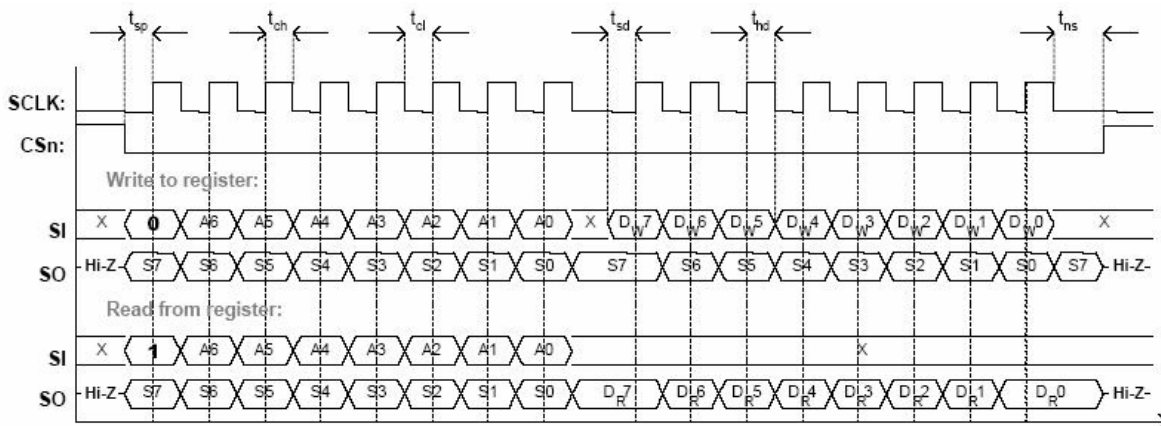 tsp tch tcl tsd thd tns
SCLK:
CSn:
Write to register:
SI X 0 A6 A5 A4 A3 A2 A1 A0 X DW7 DW6 DW5 DW4 DW3 DW2 DW1 DW0 X
SO Hi-Z S7 S6 S5 S4 S3 S2 S1 S0 S7 S6 S5 S4 S3 S2 S1 S0 S7 Hi-Z
Read from register:
SI X 1 A6 A5 A4 A3 A2 A1 A0 X
SO Hi-Z S7 S6 S5 S4 S3 S2 S1 S0 DR7 DR6 DR5 DR4 DR3 DR2 DR1 DR0 Hi-Z